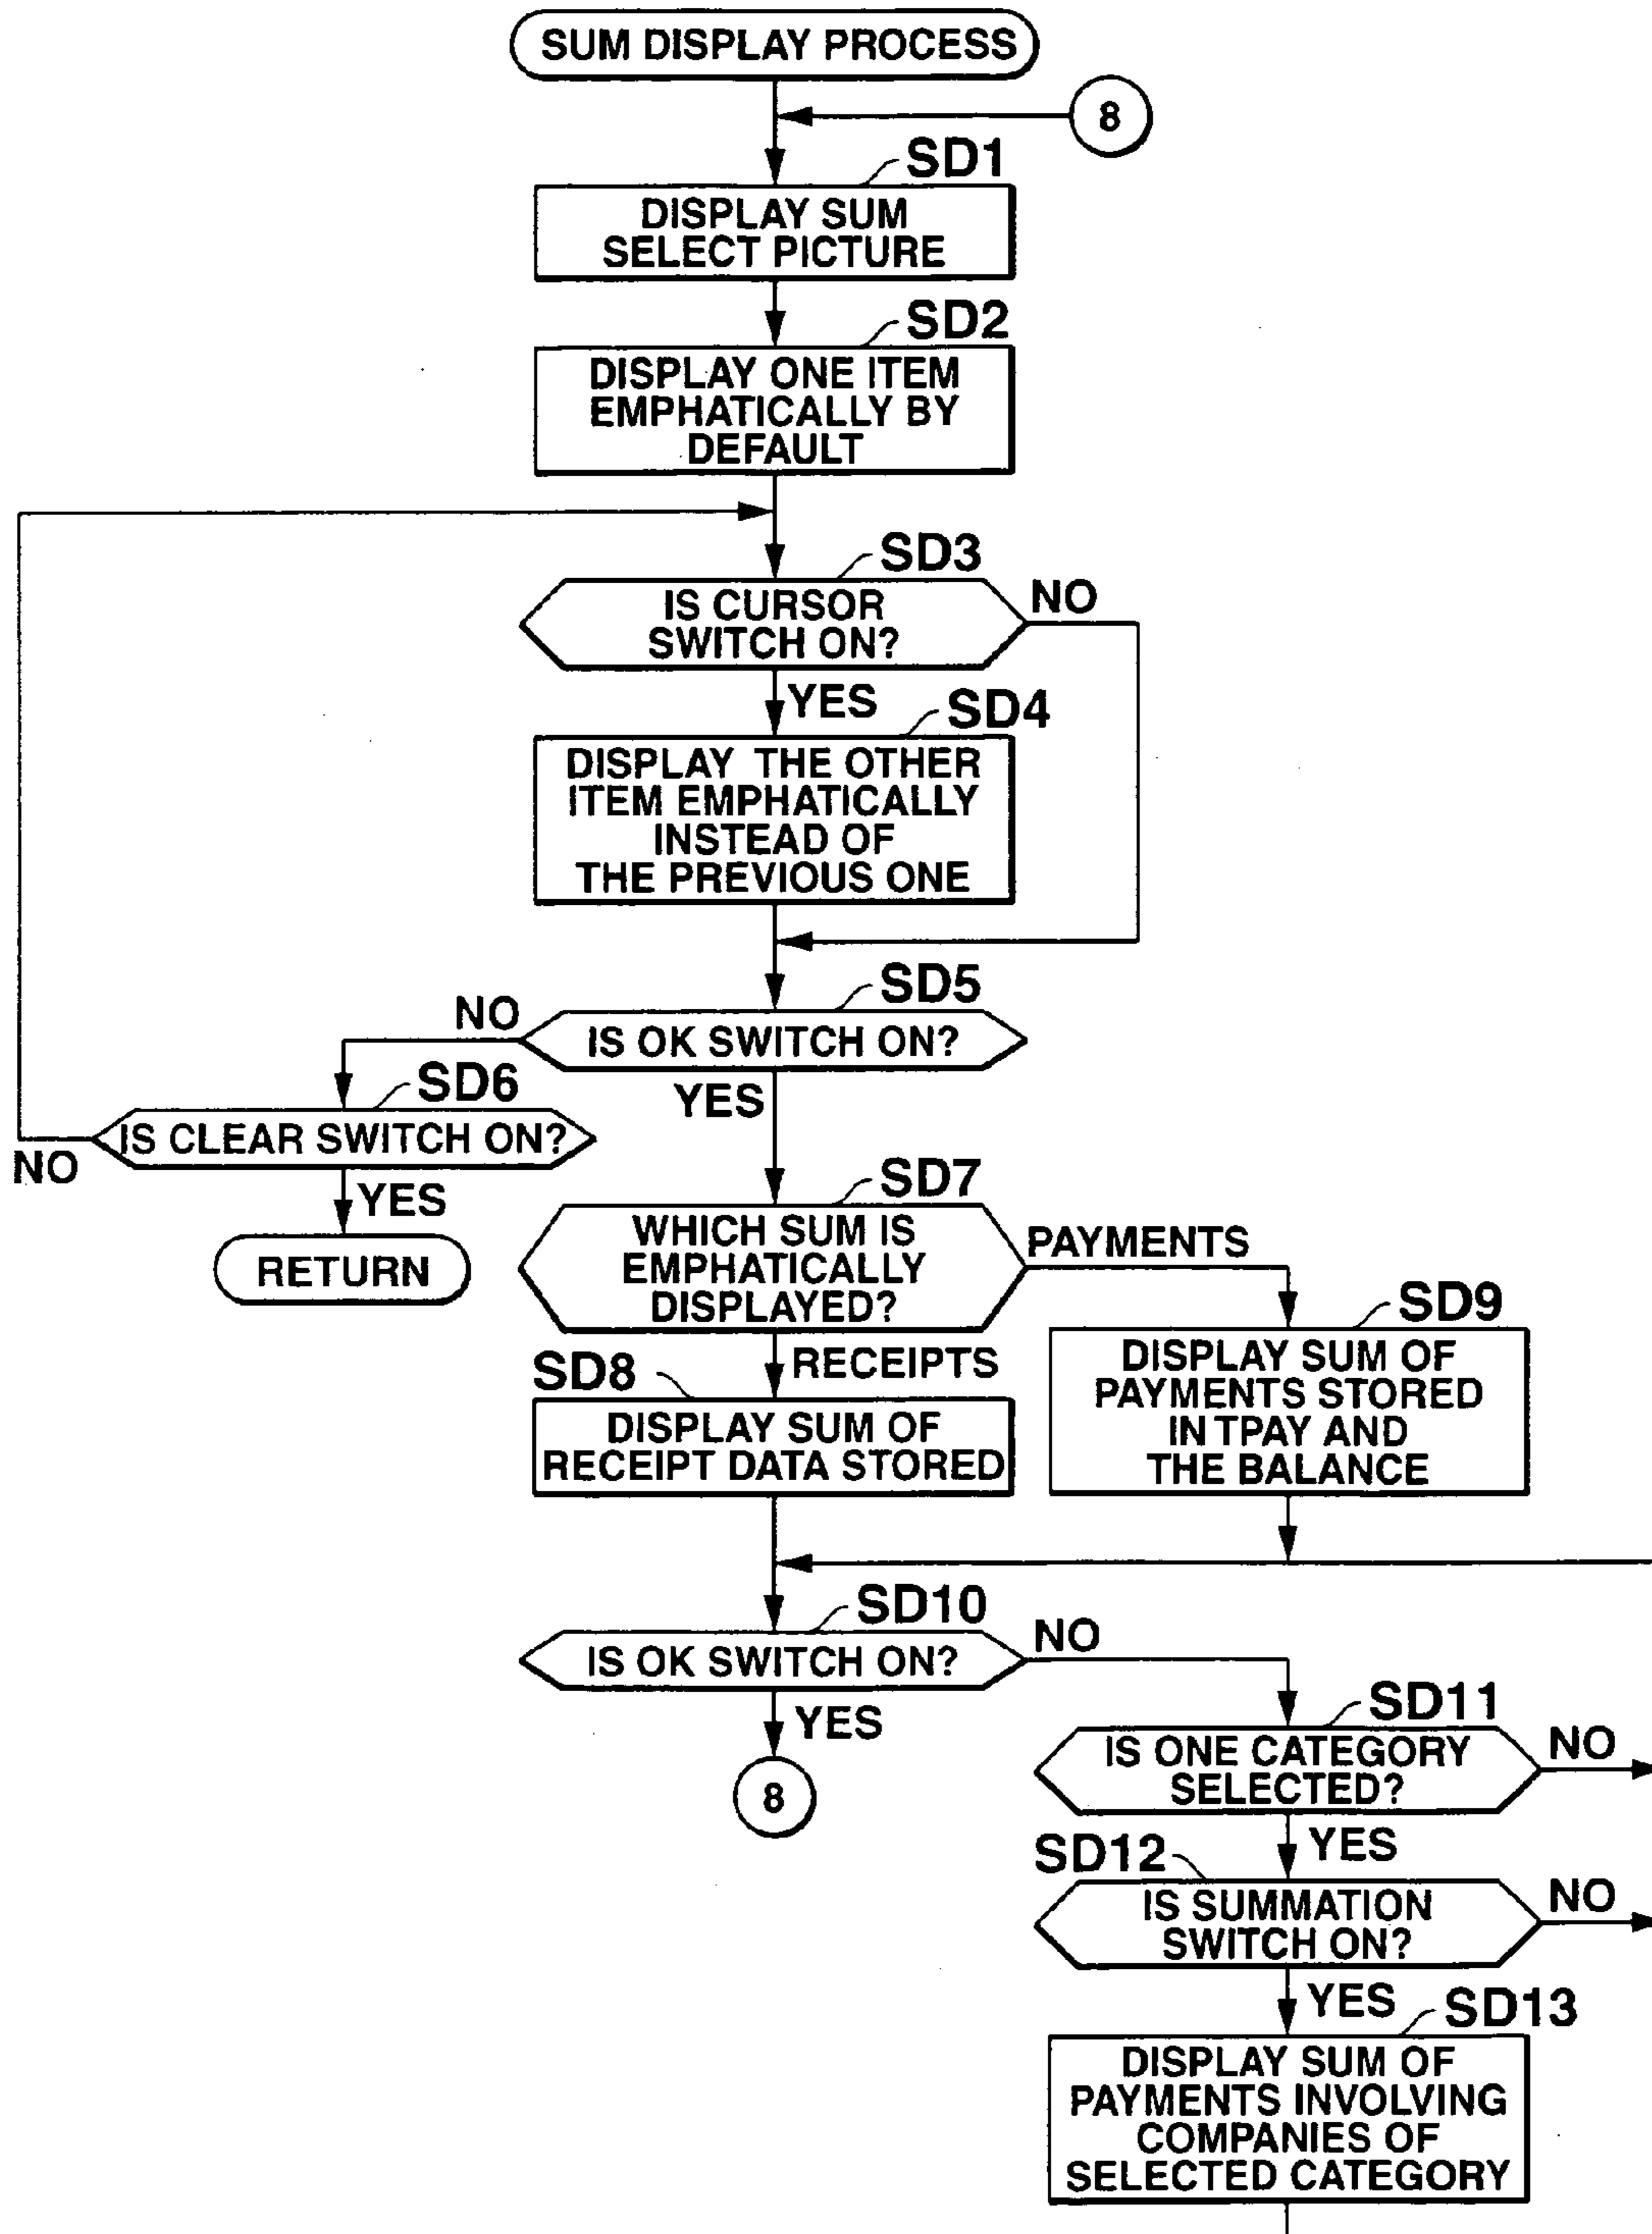 SUM DISPLAY PROCESS
8
SD1
DISPLAY SUM
SELECT PICTURE
SD2
DISPLAY ONE ITEM
EMPHATICALLY BY
DEFAULT
SD3
IS CURSOR
SWITCH ON?
NO
YES
SD4
DISPLAY THE OTHER
ITEM EMPHATICALLY
INSTEAD OF
THE PREVIOUS ONE
SD5
NO
IS OK SWITCH ON?
SD6
YES
IS CLEAR SWITCH ON?
NO
YES
RETURN
SD7
WHICH SUM IS
EMPHATICALLY
DISPLAYED?
PAYMENTS
SD9
DISPLAY SUM OF
PAYMENTS STORED
IN TPAY AND
THE BALANCE
RECEIPTS
SD8
DISPLAY SUM OF
RECEIPT DATA STORED
SD10
IS OK SWITCH ON?
NO
YES
8
SD11
IS ONE CATEGORY
SELECTED?
NO
YES
SD12
IS SUMMATION
SWITCH ON?
NO
YES
SD13
DISPLAY SUM OF
PAYMENTS INVOLVING
COMPANIES OF
SELECTED CATEGORY